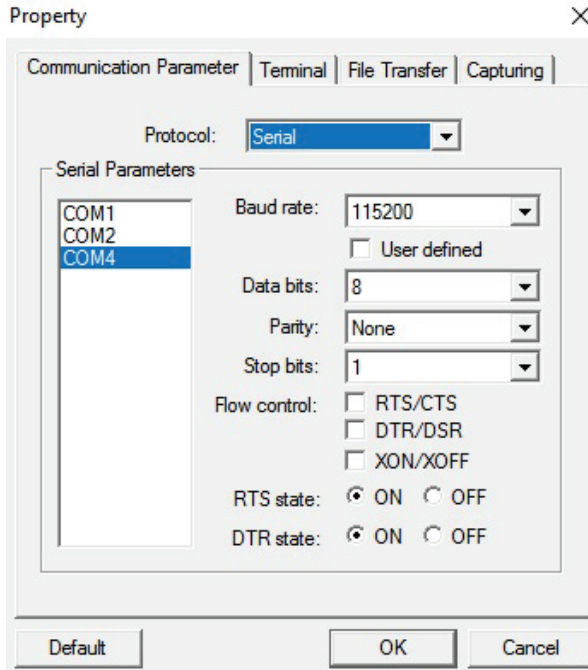 Property
Communication Parameter Terminal File Transfer Capturing
Protocol: Serial
Serial Parameters
COM1
COM2
COM4
Baud rate: 115200
User defined
Data bits: 8
Parity: None
Stop bits: 1
Flow control: RTS/CTS
DTR/DSR
XON/XOFF
RTS state: ON OFF
DTR state: ON OFF
Default OK Cancel